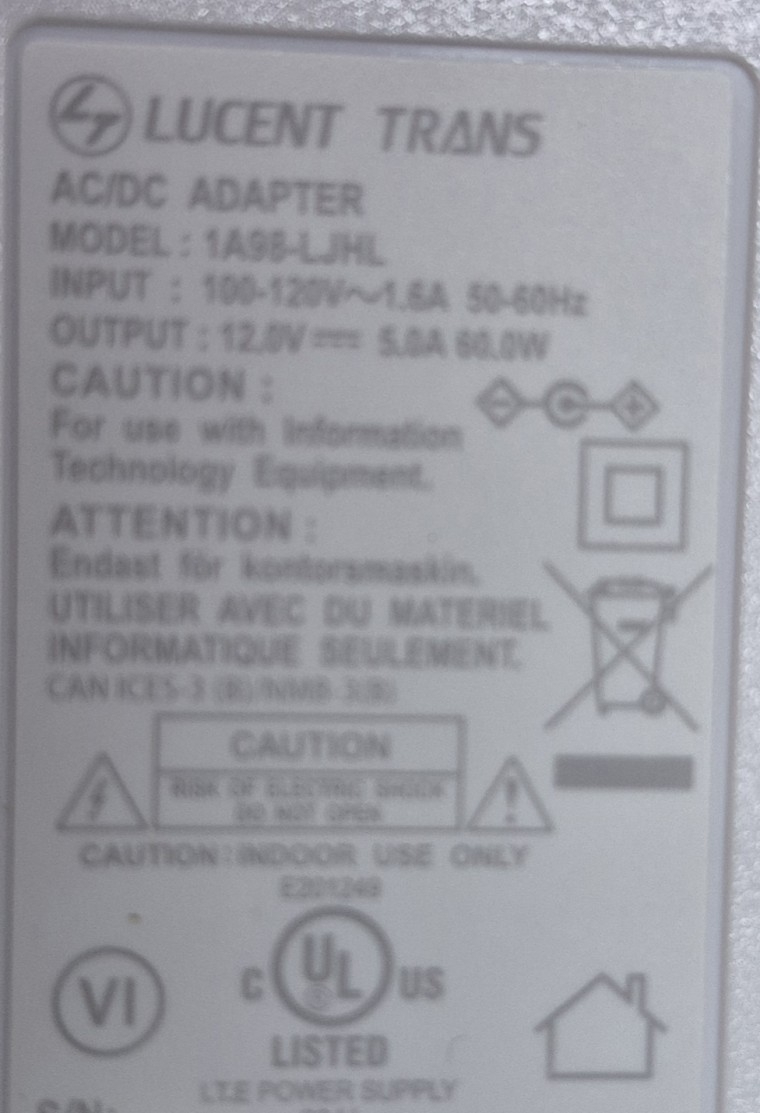 LT LUCENT TRANS
AC/DC ADAPTER
MODEL : 1A98-LJHL
INPUT : 100-120V~1.6A 50-60Hz
OUTPUT : 12.0V 5.0A 60.0W
CAUTION :
For use with Information
Technology Equipment.
ATTENTION :
Endast för kontorsmaskin.
UTILISER AVEC DU MATERIEL
INFORMATIQUE SEULEMENT.
CAN ICES-3 (B)/NMB-3(B)
CAUTION
RISK OF ELECTRIC SHOCK
DO NOT OPEN
CAUTION : INDOOR USE ONLY
E201249
VI
C UL US
LISTED
I.T.E POWER SUPPLY
S/N: